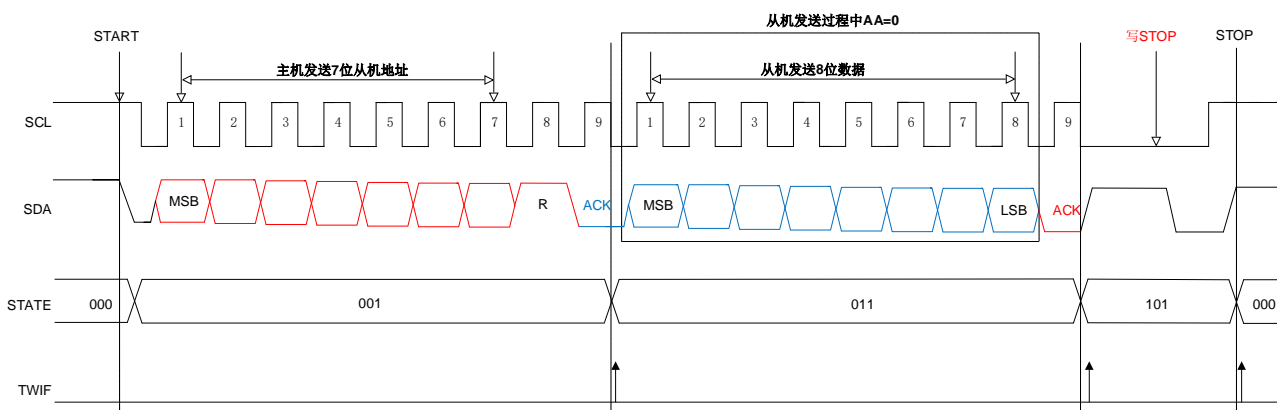 从机发送过程中AA=0
START
写STOP
STOP
主机发送7位从机地址
从机发送8位数据
SCL
1 2 3 4 5 6 7 8 9 1 2 3 4 5 6 7 8 9
SDA
MSB R ACK MSB LSB ACK
STATE 000 001 011 101 000
TWIF